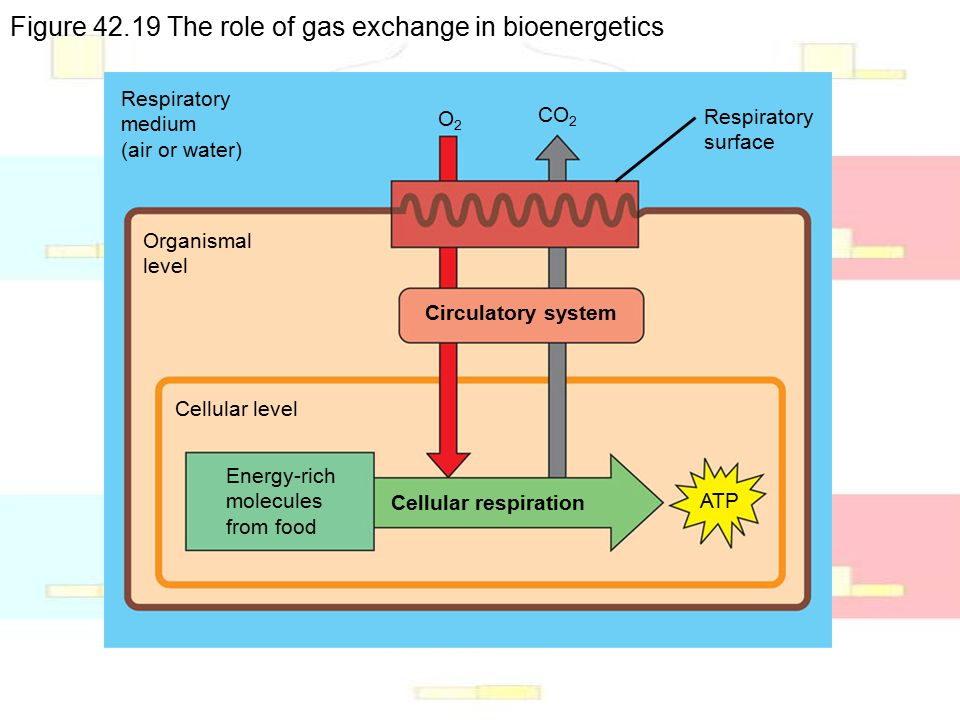 Figure 42.19 The role of gas exchange in bioenergetics
Respiratory
medium
(air or water)
O₂
CO₂
Respiratory
surface
Organismal
level
Circulatory system
Cellular level
Energy-rich
molecules
from food
Cellular respiration
ATP